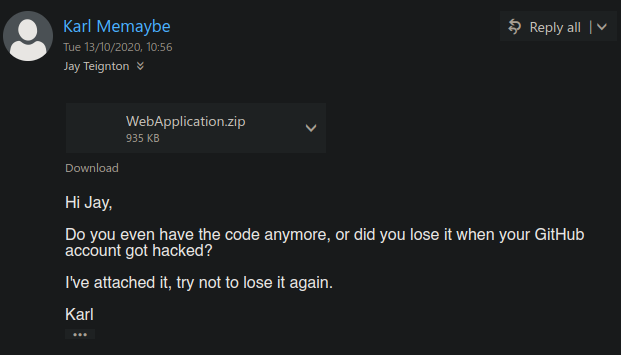 Karl Memaybe
Reply all
Tue 13/10/2020, 10:56
Jay Teignton
WebApplication.zip
935 KB
Download
Hi Jay,
Do you even have the code anymore, or did you lose it when your GitHub
account got hacked?
I've attached it, try not to lose it again.
Karl
•••